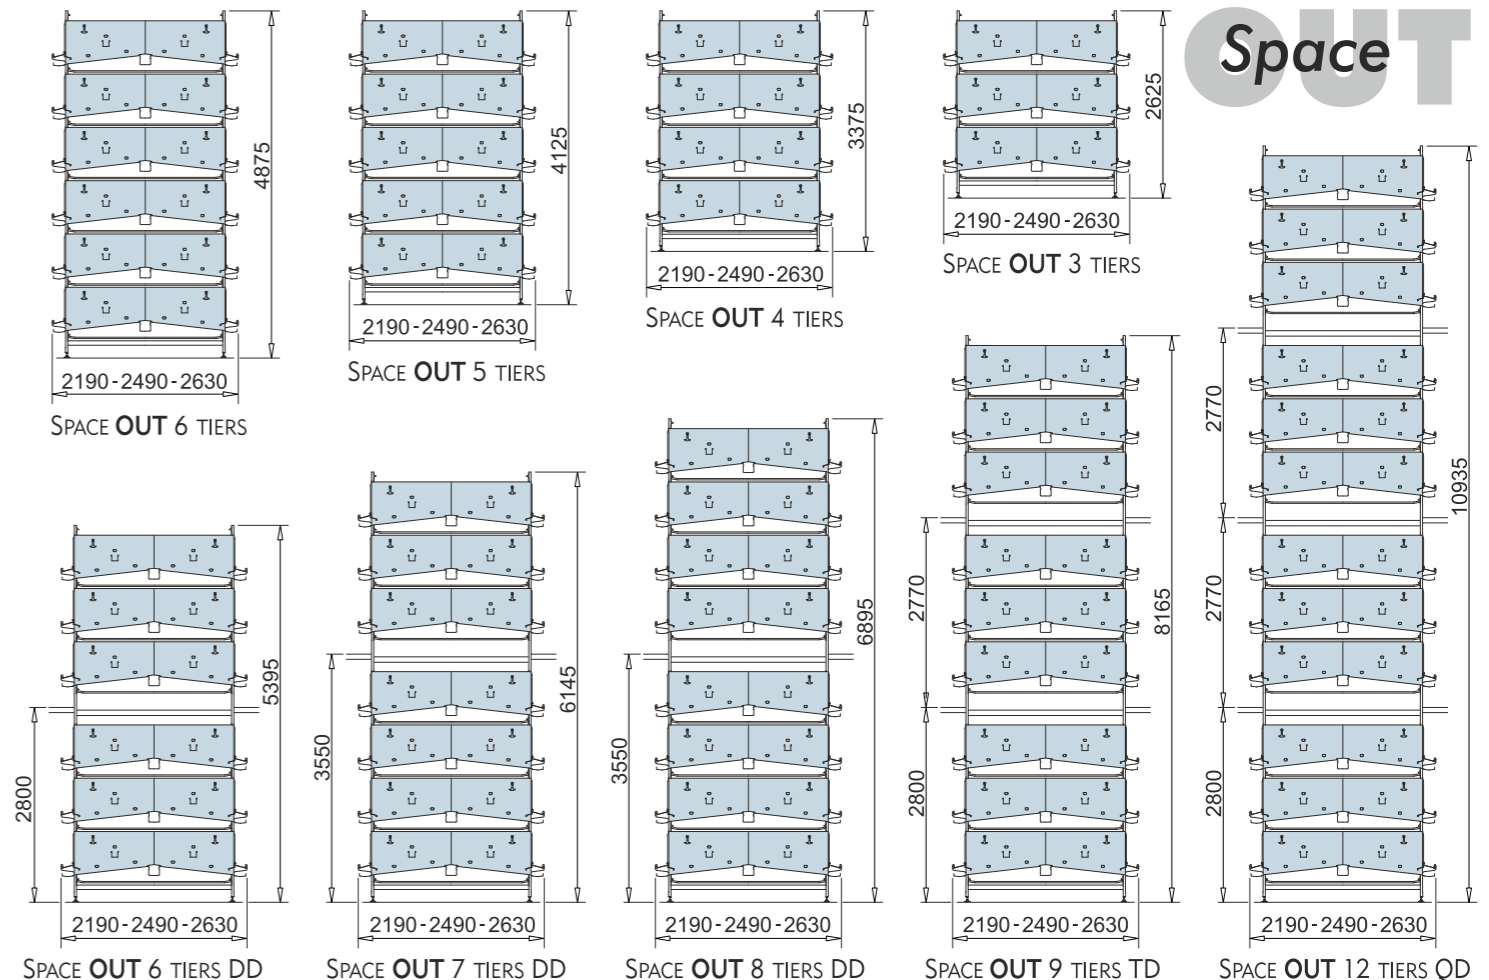 Space OUT
4875
2190-2490-2630
SPACE OUT 6 TIERS
4125
2190-2490-2630
SPACE OUT 5 TIERS
3375
2190-2490-2630
SPACE OUT 4 TIERS
2625
2190-2490-2630
SPACE OUT 3 TIERS
5395
2800
2190-2490-2630
SPACE OUT 6 TIERS DD
6145
3550
2190-2490-2630
SPACE OUT 7 TIERS DD
6895
3550
2190-2490-2630
SPACE OUT 8 TIERS DD
8165
2770
2800
2190-2490-2630
SPACE OUT 9 TIERS TD
10935
2770
2770
2800
2190-2490-2630
SPACE OUT 12 TIERS QD